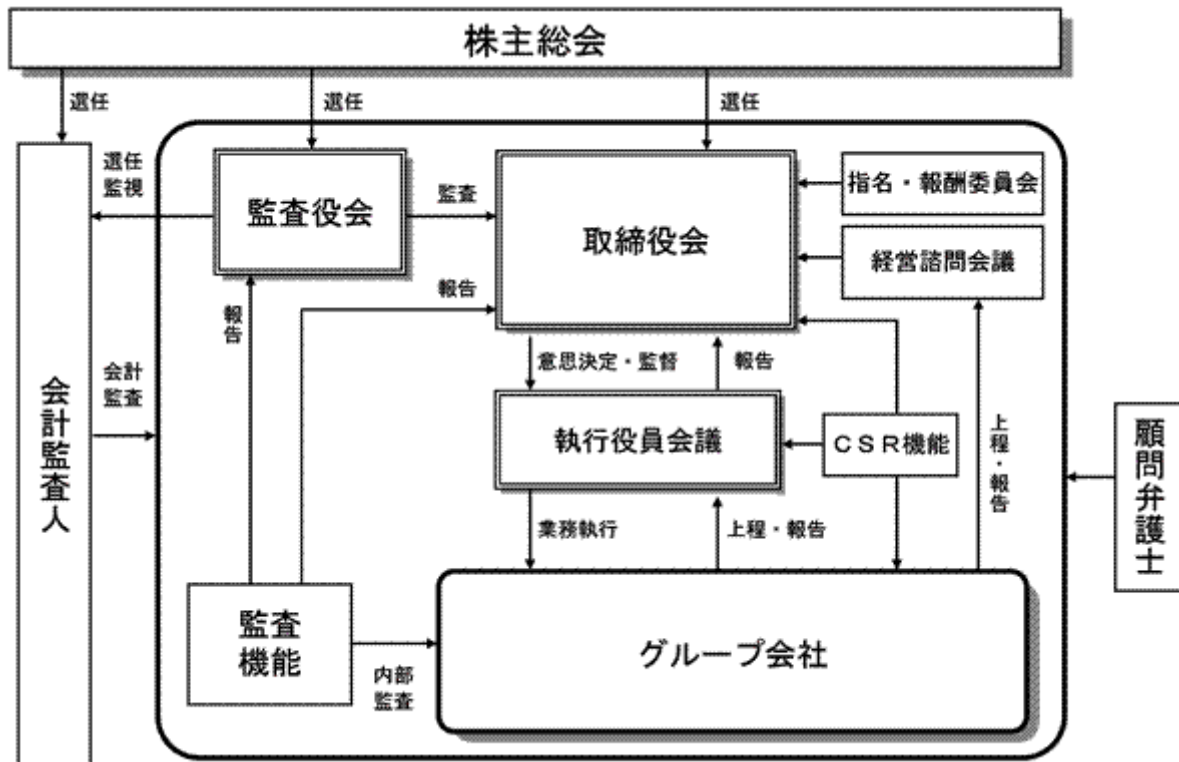 株主総会
選任
選任
選任
選任
監視
監査役会
監査
取締役会
指名・報酬委員会
経営諮問会議
報告
報告
会計
監査
意思決定・監督
報告
会計監査人
執行役員会議
CSR機能
上程・報告
顧問弁護士
業務執行
上程・報告
監査
機能
内部
監査
グループ会社